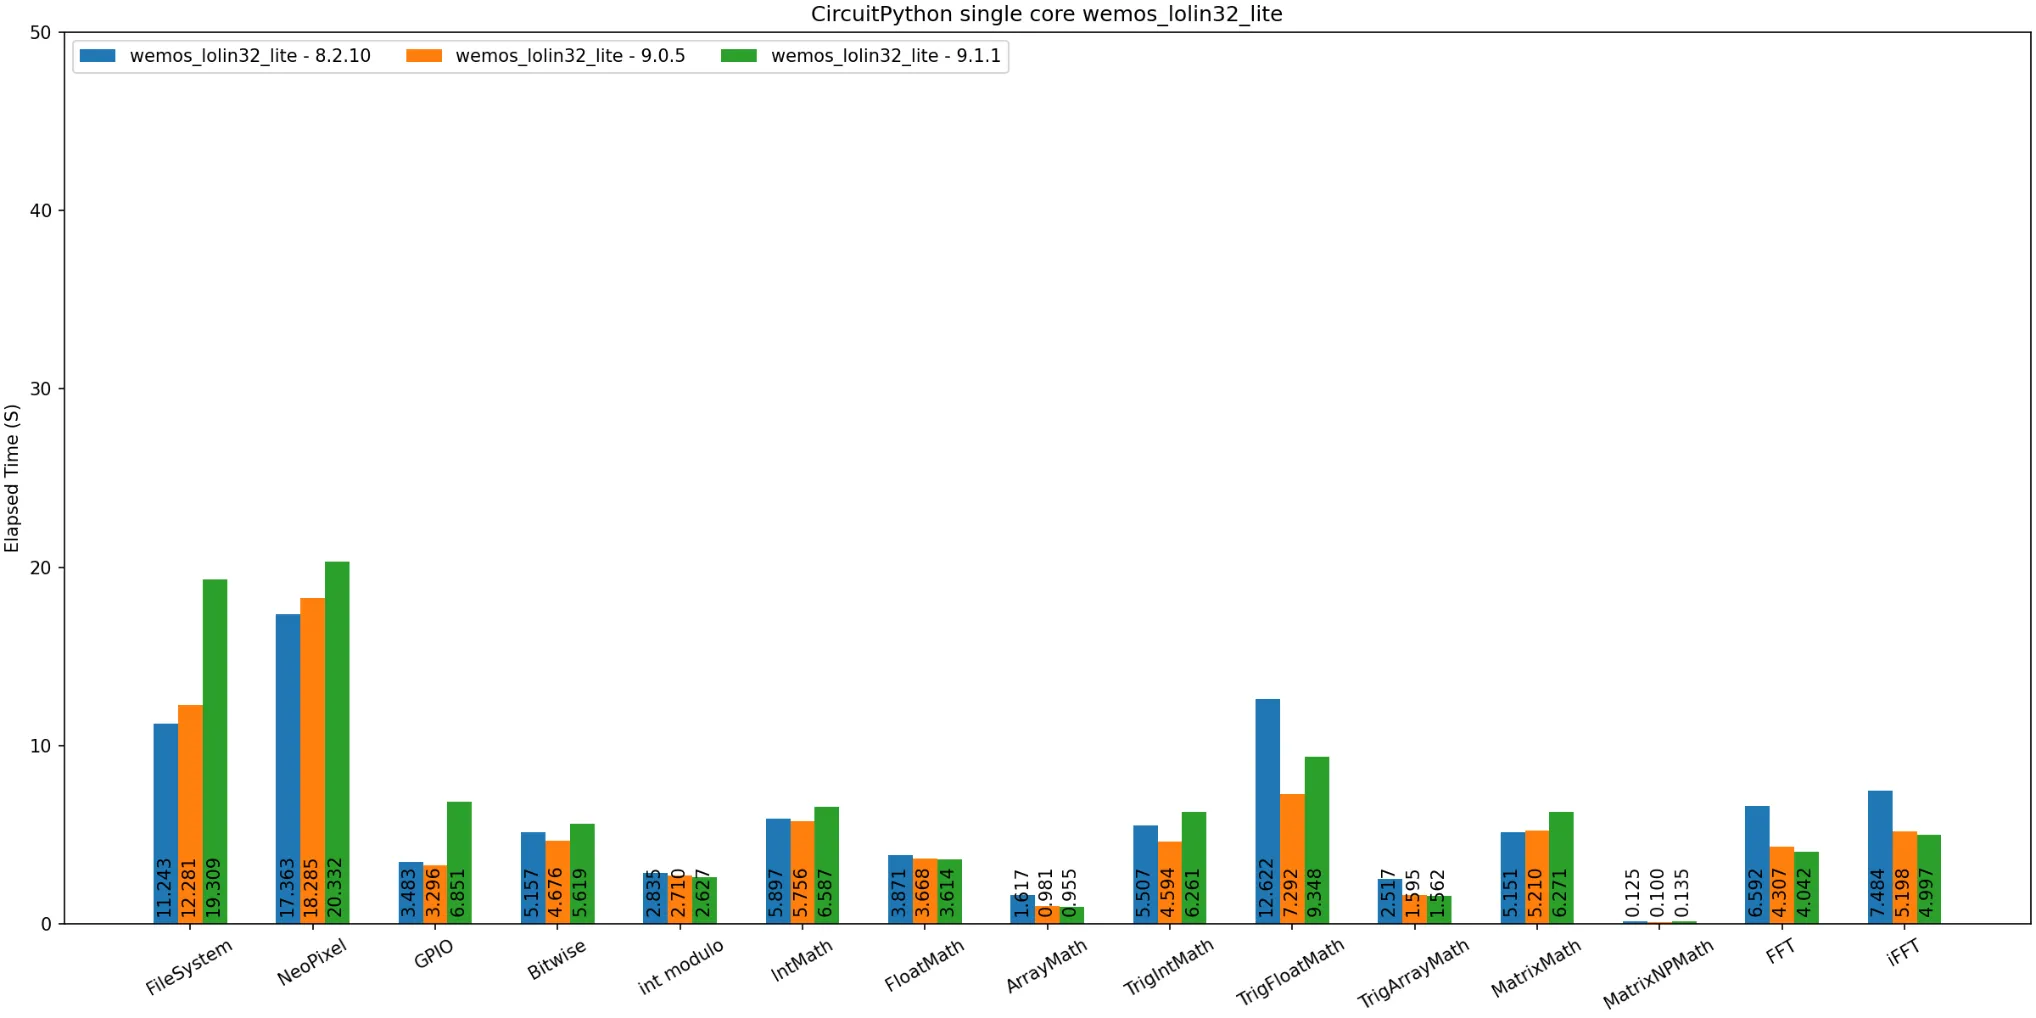 CircuitPython single core wemos_lolin32_lite
wemos_lolin32_lite - 8.2.10 wemos_lolin32_lite - 9.0.5 wemos_lolin32_lite - 9.1.1
Elapsed Time (S)
50
40
30
20
10
0
11.243 12.281 19.309
17.363 18.285 20.332
3.483 3.296 6.851
5.157 4.676 5.619
2.835 2.710 2.627
5.897 5.756 6.587
3.871 3.668 3.614
1.617 0.981 0.955
5.507 4.594 6.261
12.622 7.292 9.348
2.517 1.595 1.562
5.151 5.210 6.271
0.125 0.100 0.135
6.592 4.307 4.042
7.484 5.198 4.997
FileSystem
NeoPixel
GPIO
Bitwise
int modulo
IntMath
FloatMath
ArrayMath
TrigIntMath
TrigFloatMath
TrigArrayMath
MatrixMath
MatrixNPMath
FFT
iFFT